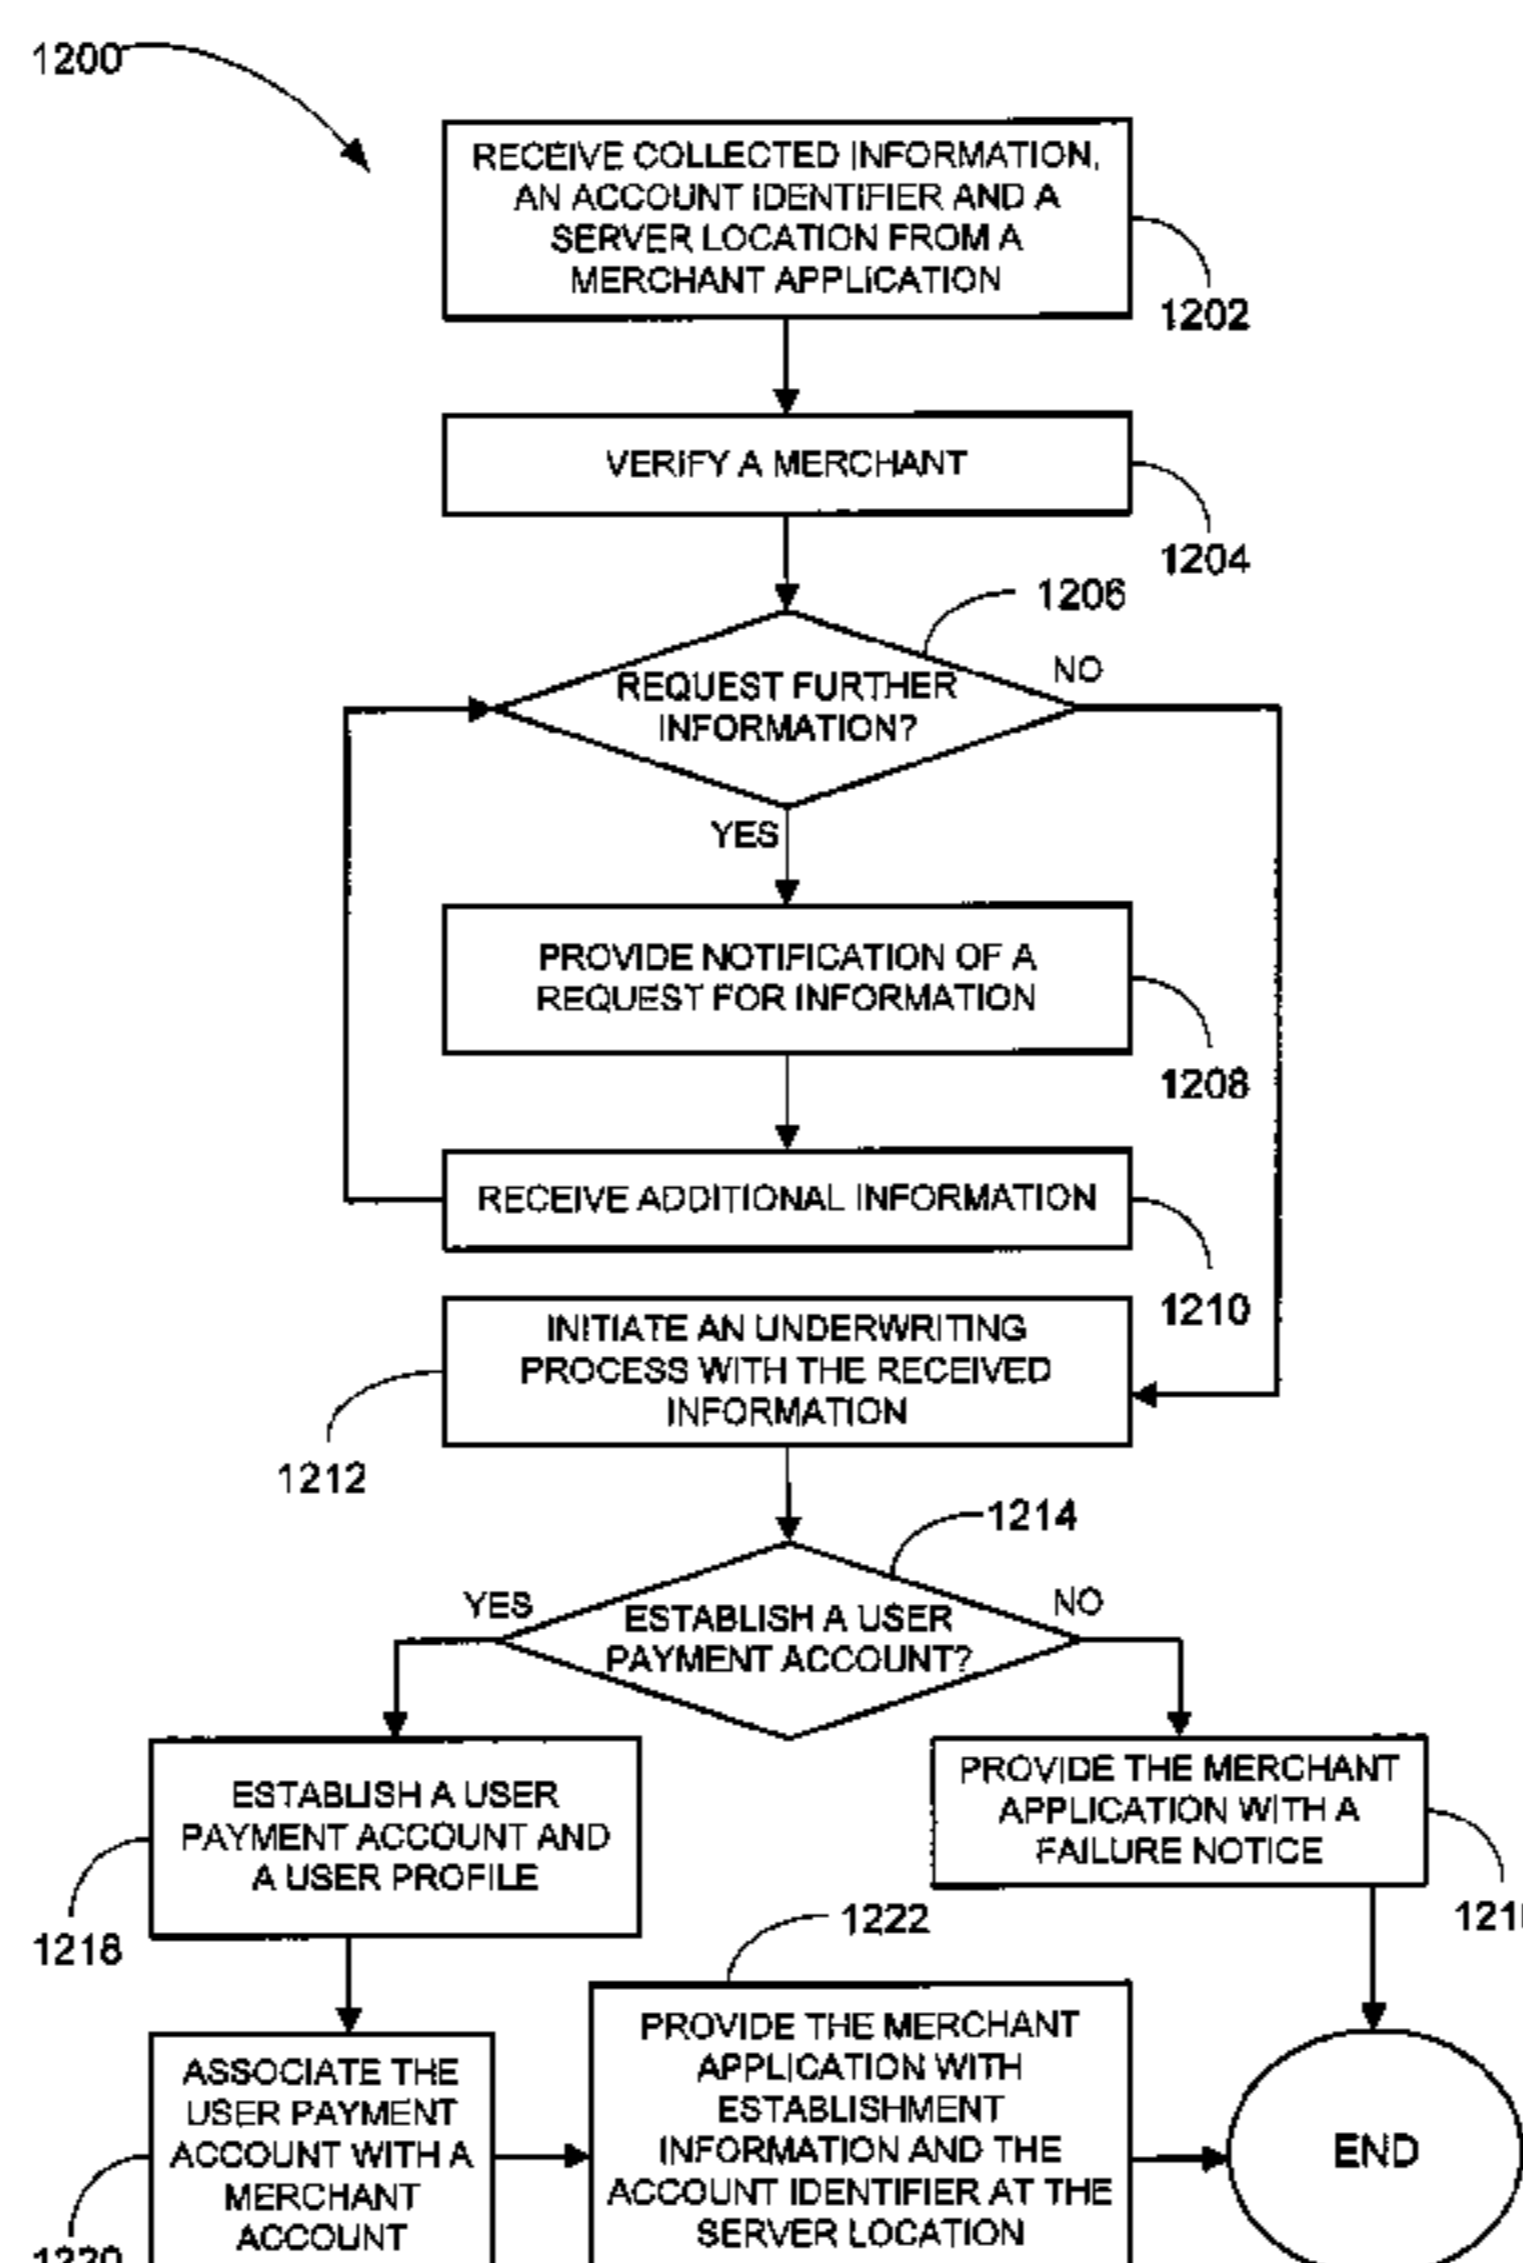 1200
RECEIVE COLLECTED INFORMATION,
AN ACCOUNT IDENTIFIER AND A
SERVER LOCATION FROM A
MERCHANT APPLICATION
1202
VERIFY A MERCHANT
1204
1206
REQUEST FURTHER
INFORMATION?
NO
YES
PROVIDE NOTIFICATION OF A
REQUEST FOR INFORMATION
1208
RECEIVE ADDITIONAL INFORMATION
1210
INITIATE AN UNDERWRITING
PROCESS WITH THE RECEIVED
INFORMATION
1212
1214
YES
ESTABLISH A USER
PAYMENT ACCOUNT?
NO
ESTABLISH A USER
PAYMENT ACCOUNT AND
A USER PROFILE
1218
PROVIDE THE MERCHANT
APPLICATION WITH A
FAILURE NOTICE
1222
ASSOCIATE THE
USER PAYMENT
ACCOUNT WITH A
MERCHANT
ACCOUNT
1220
PROVIDE THE MERCHANT
APPLICATION WITH
ESTABLISHMENT
INFORMATION AND THE
ACCOUNT IDENTIFIER AT THE
SERVER LOCATION
END